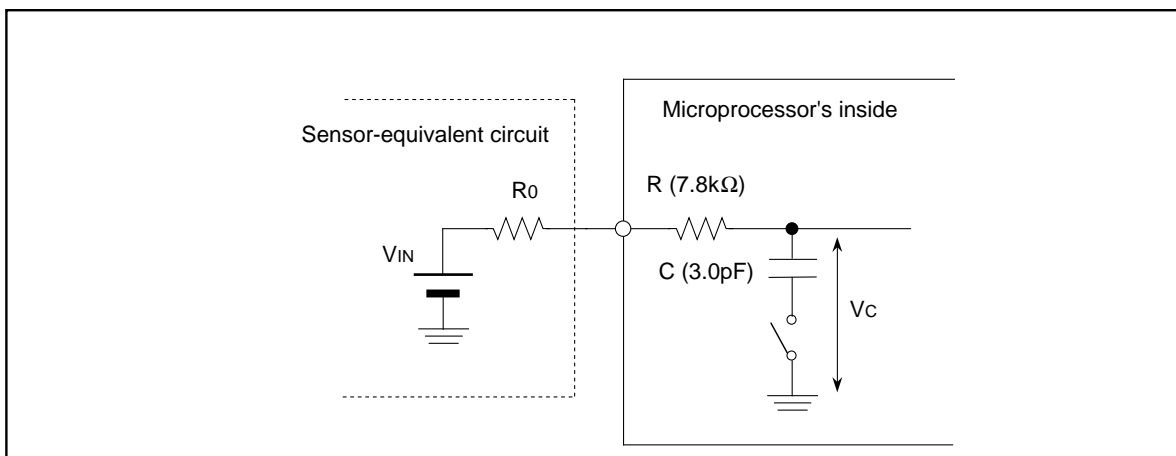 Microprocessor's inside
Sensor-equivalent circuit
R0
R (7.8kΩ)
VIN
C (3.0pF)
VC